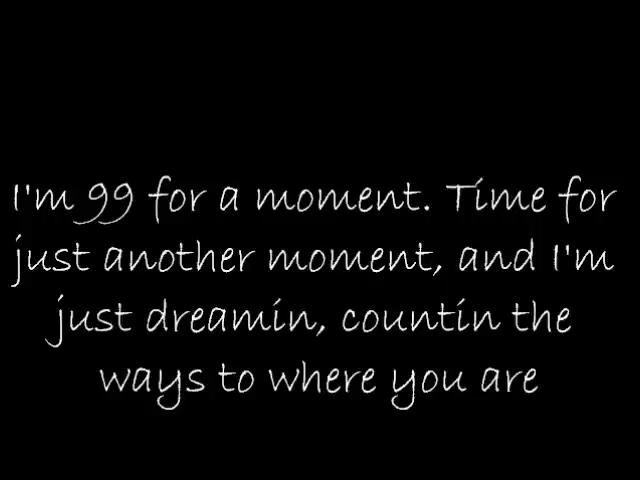 I'm 99 for a moment. Time for
just another moment, and I'm
just dreamin, countin the
ways to where you are